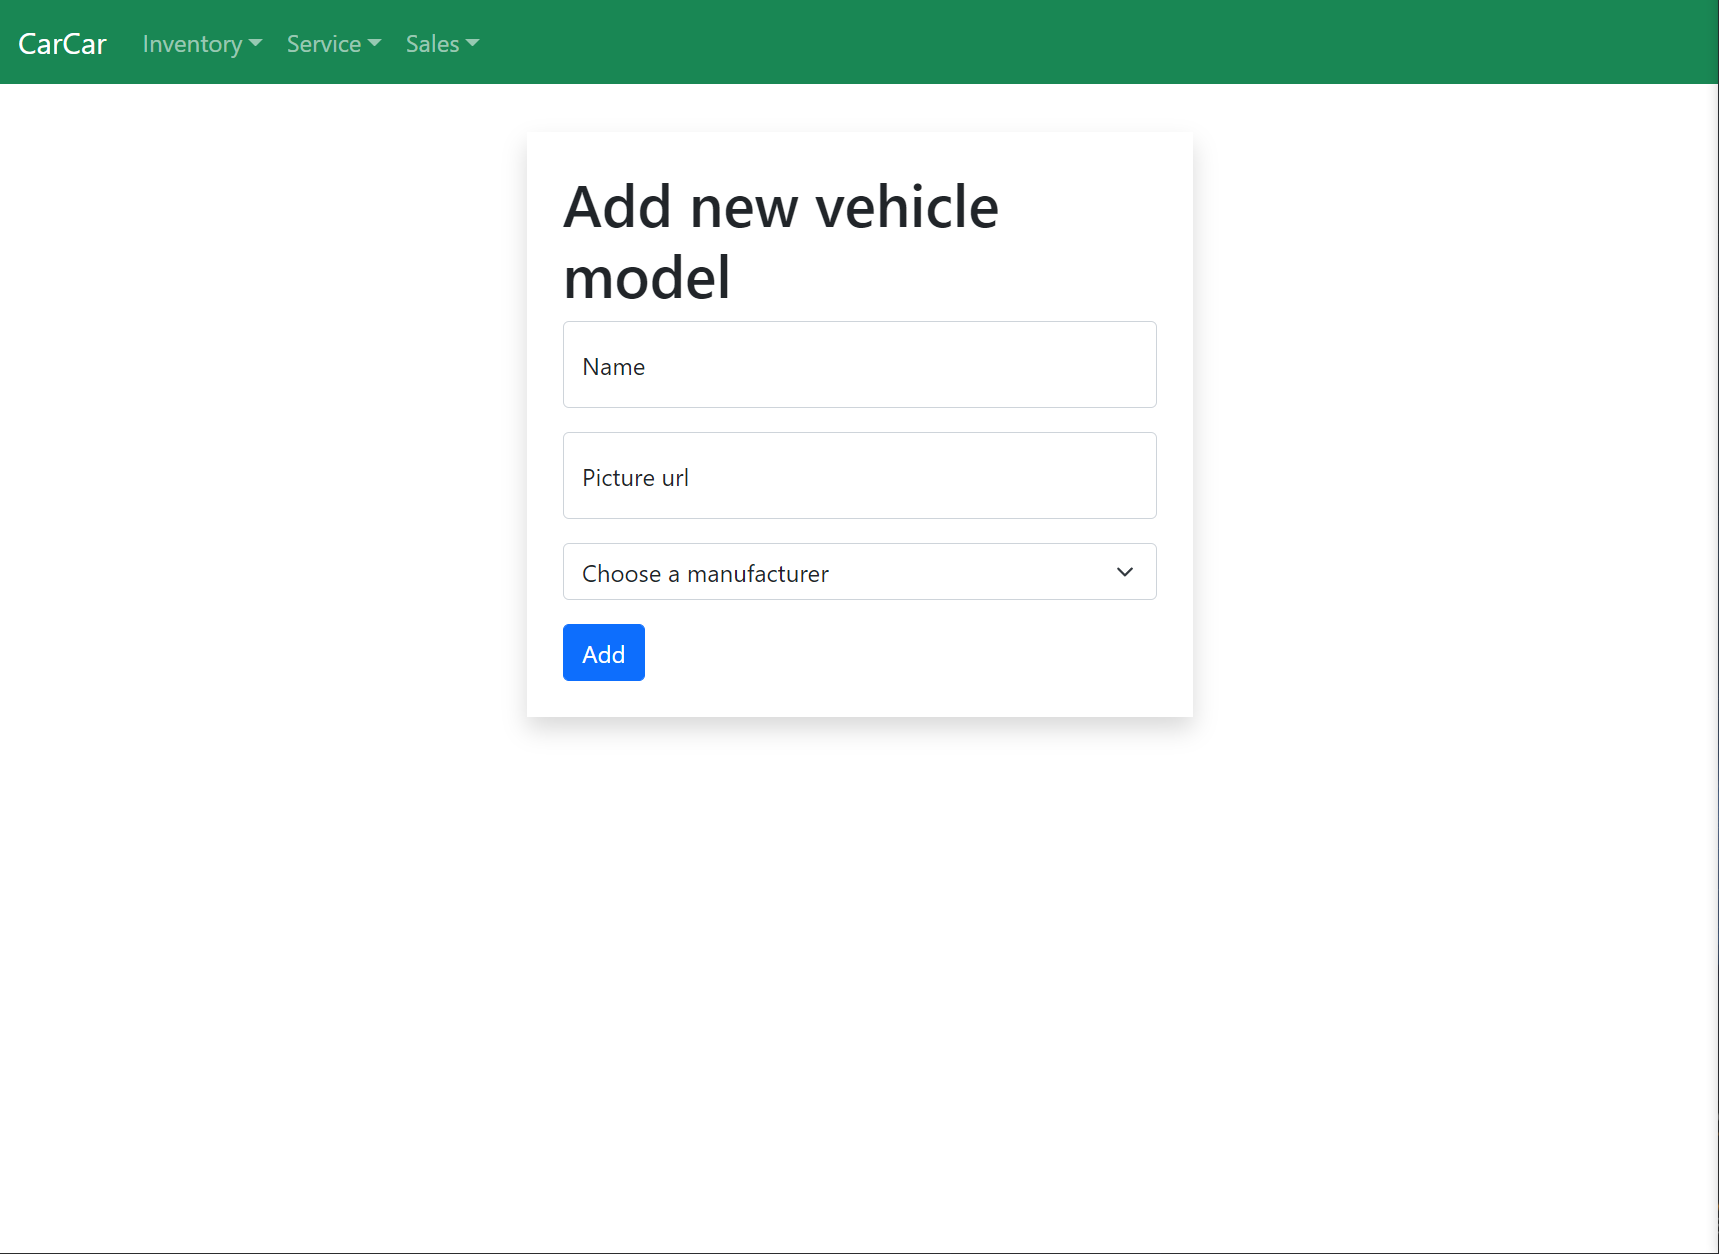 CarCar Inventory Service Sales
Add new vehicle
model
Name
Picture url
Choose a manufacturer
Add